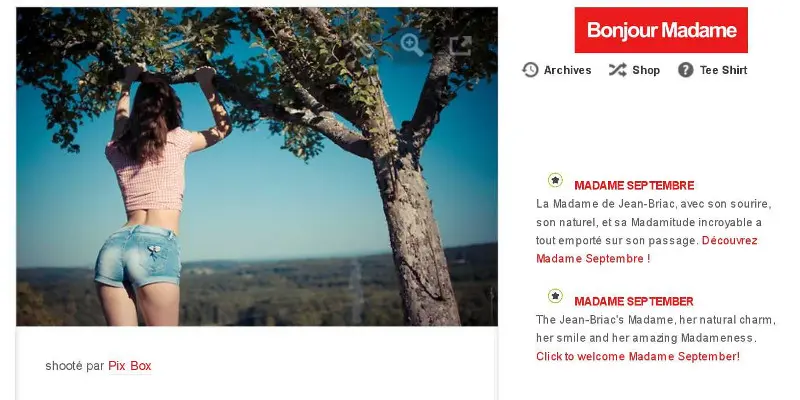 Bonjour Madame
Archives Shop Tee Shirt
MADAME SEPTEMBRE
La Madame de Jean-Briac, avec son sourire,
son naturel, et sa Madamitude incroyable a
tout emporté sur son passage. Découvrez
Madame Septembre !
MADAME SEPTEMBER
The Jean-Briac's Madame, her natural charm,
her smile and her amazing Madameness.
Click to welcome Madame September!
shooté par Pix Box